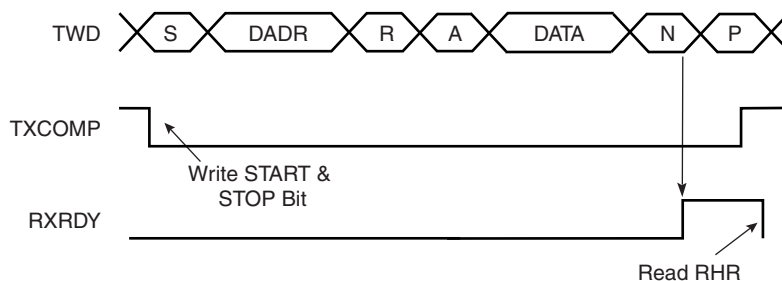 TWD S DADR R A DATA N P
TXCOMP
Write START &
STOP Bit
RXRDY
Read RHR